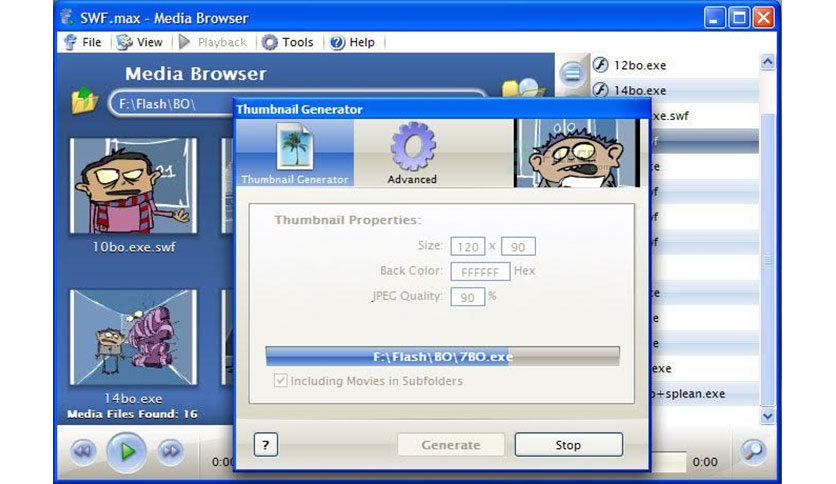 SWF.max - Media Browser
File View Playback Tools Help
Media Browser
F:\Flash\BO\
10bo.exe.swf
14bo.exe
Media Files Found: 16
0:00
Thumbnail Generator
Thumbnail Generator Advanced
Thumbnail Properties:
Size: 120 x 90
Back Color: FFFFFF Hex
JPEG Quality: 90 %
F:\Flash\BO\7BO.exe
Including Movies in Subfolders
? Generate Stop
12bo.exe
14bo.exe
xe.swf
exe
o+splean.exe
0:00